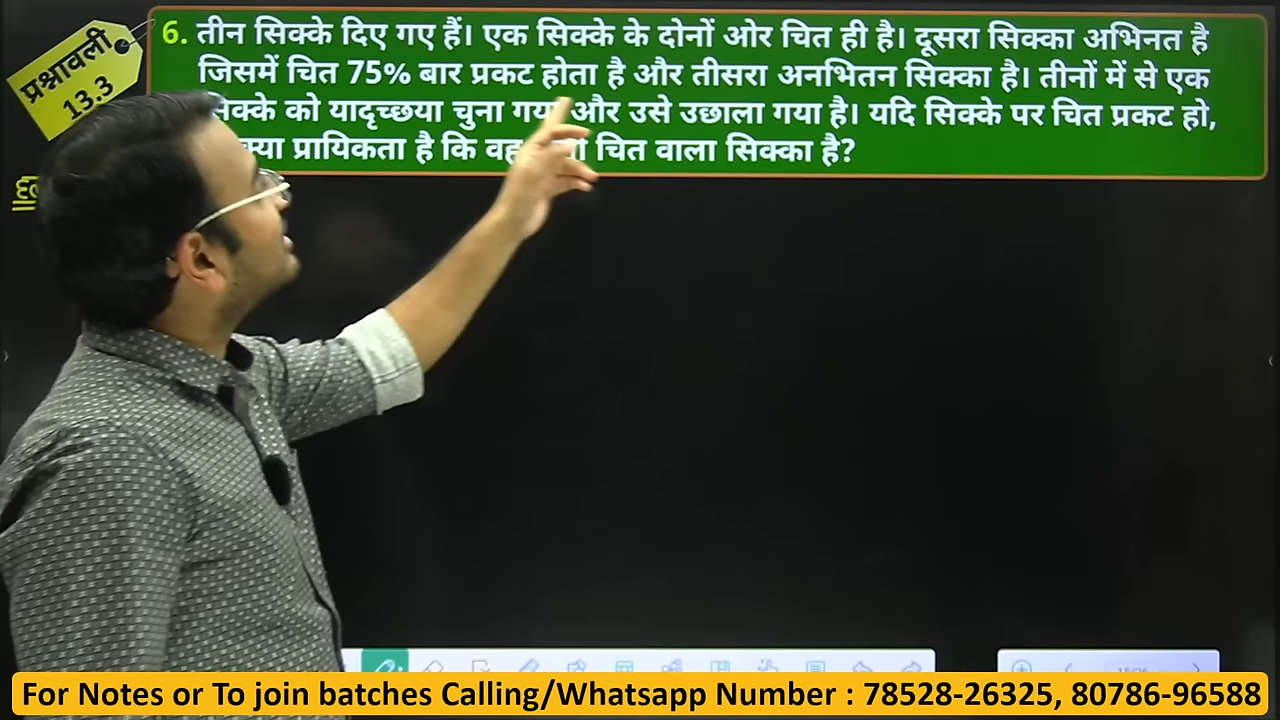 प्रश्नावली
13.3
6. तीन सिक्के दिए गए हैं। एक सिक्के के दोनों ओर चित ही है। दूसरा सिक्का अभिनत है
जिसमें चित 75% बार प्रकट होता है और तीसरा अनभितन सिक्का है। तीनों में से एक
सिक्के को यादृच्छया चुना गया और उसे उछाला गया है। यदि सिक्के पर चित प्रकट हो,
क्या प्रायिकता है कि वह चित वाला सिक्का है?
For Notes or To join batches Calling/Whatsapp Number : 78528-26325, 80786-96588